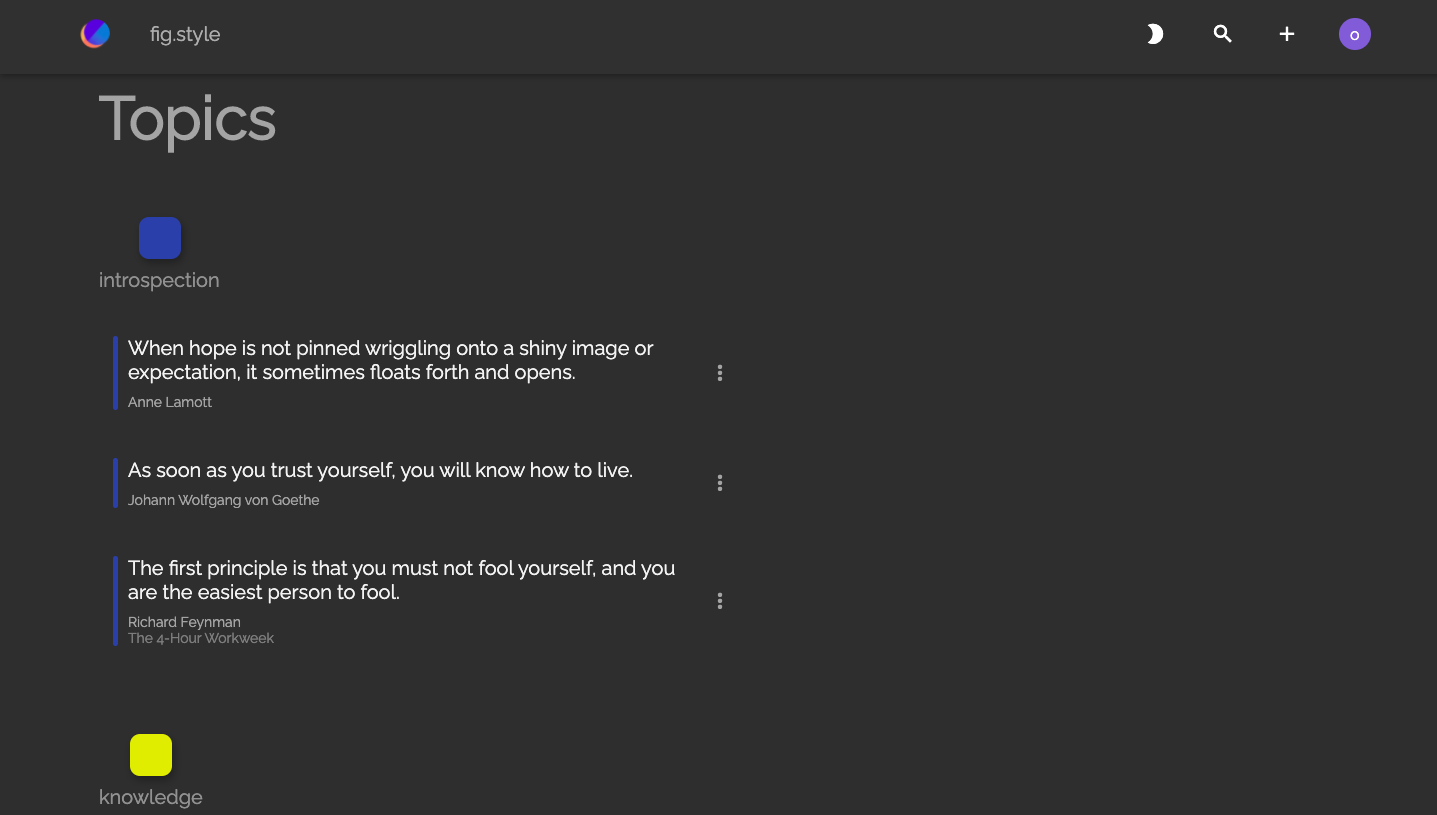 fig.style
o
Topics
introspection
When hope is not pinned wriggling onto a shiny image or
expectation, it sometimes floats forth and opens.
Anne Lamott
As soon as you trust yourself, you will know how to live.
Johann Wolfgang von Goethe
The first principle is that you must not fool yourself, and you
are the easiest person to fool.
Richard Feynman
The 4-Hour Workweek
knowledge